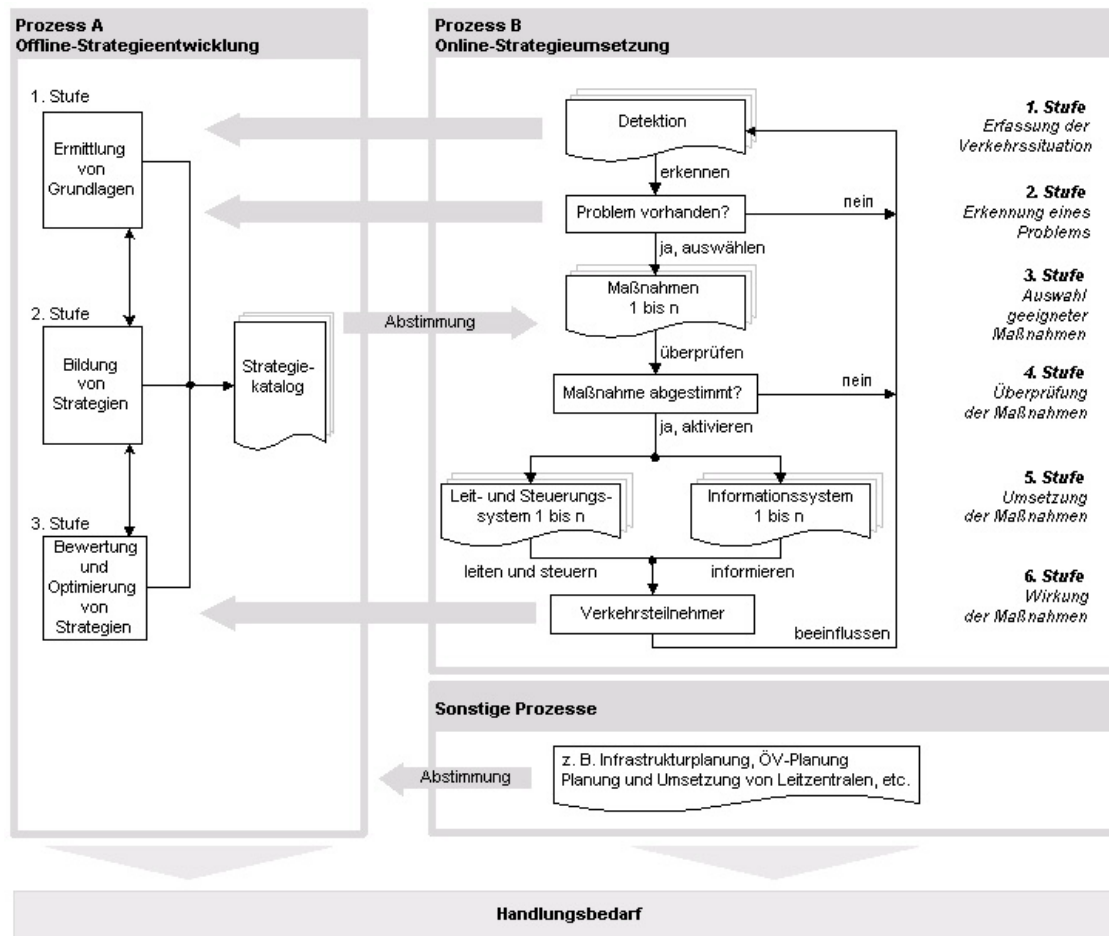 Prozess A
Offline-Strategieentwicklung
1. Stufe
Ermittlung
von
Grundlagen
2. Stufe
Bildung
von
Strategien
3. Stufe
Bewertung
und
Optimierung
von
Strategien
Strategie-
katalog
Prozess B
Online-Strategieumsetzung
Detektion
erkennen
Problem vorhanden?
nein
ja, auswählen
Maßnahmen
1 bis n
Abstimmung
überprüfen
Maßnahme abgestimmt?
nein
ja, aktivieren
Leit- und Steuerungs-
system 1 bis n
Informationssystem
1 bis n
leiten und steuern
informieren
Verkehrsteilnehmer
beeinflussen
1. Stufe
Erfassung der
Verkehrssituation
2. Stufe
Erkennung eines
Problems
3. Stufe
Auswahl
geeigneter
Maßnahmen
4. Stufe
Überprüfung
der Maßnahmen
5. Stufe
Umsetzung
der Maßnahmen
6. Stufe
Wirkung
der Maßnahmen
Sonstige Prozesse
Abstimmung
z. B. Infrastrukturplanung, ÖV-Planung
Planung und Umsetzung von Leitzentralen, etc.
Handlungsbedarf